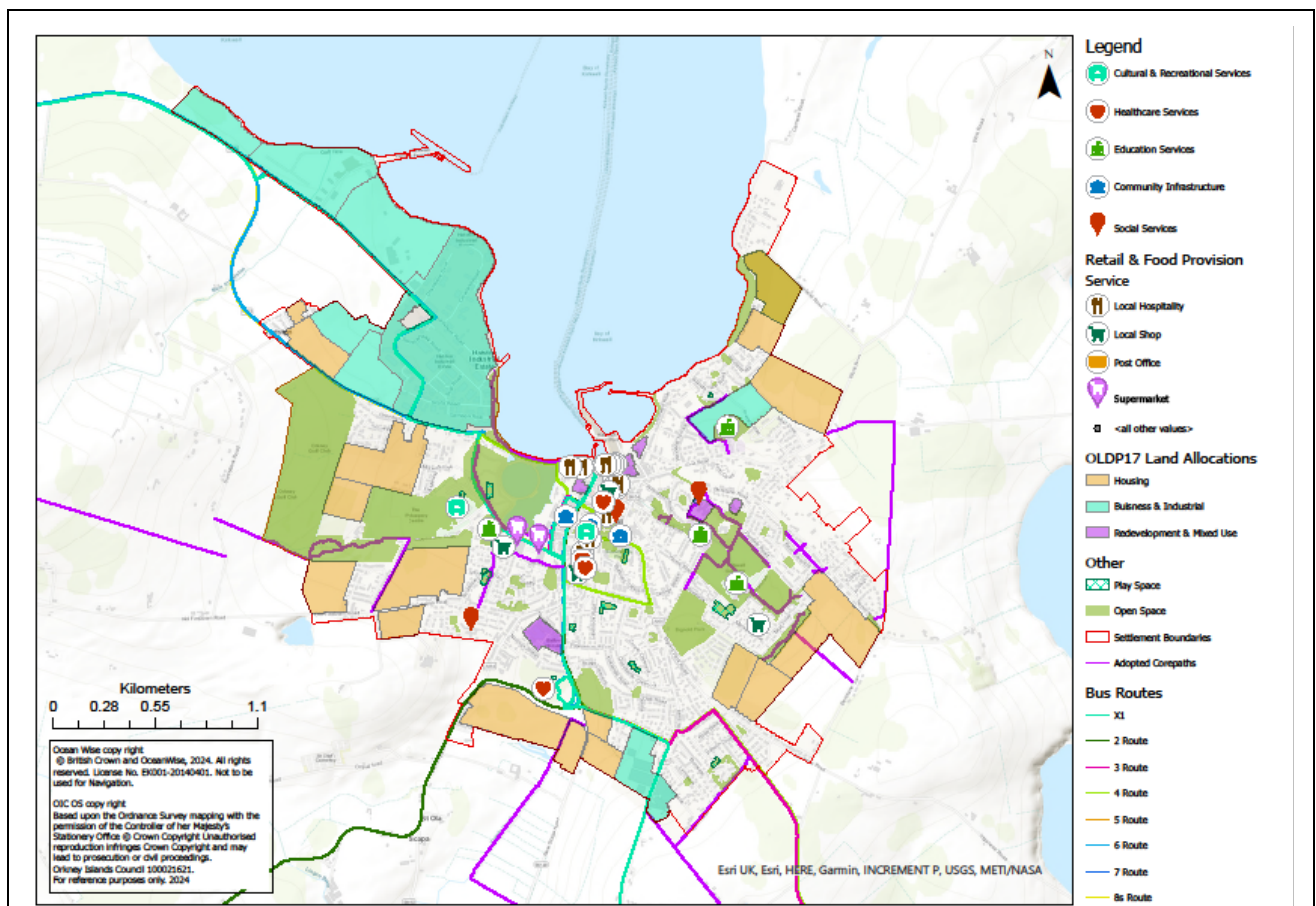 Legend
Cultural & Recreational Services
Healthcare Services
Education Services
Community Infrastructure
Social Services
Retail & Food Provision
Service
Local Hospitality
Local Shop
Post Office
Supermarket
<all other values>
OLDP17 Land Allocations
Housing
Buisness & Industrial
Redevelopment & Mixed Use
Other
Play Space
Open Space
Settlement Boundaries
Adopted Corepaths
Bus Routes
X1
2 Route
3 Route
4 Route
5 Route
6 Route
7 Route
8s Route
N
Kilometers
0 0.28 0.55 1.1
Ocean Wise copy right
© British Crown and OceanWise, 2024. All rights
reserved. License No. EK001-20140401. Not to be
used for Navigation.
OIC OS copy right
Based upon the Ordnance Survey mapping with the
permission of the Controller of her Majesty's
Stationery Office © Crown Copyright Unauthorised
reproduction infringes Crown Copyright and may
lead to prosecution or civil proceedings.
Orkney Islands Council 100021621.
For reference purposes only. 2024
Scapa
Esri UK, Esri, HERE, Garmin, INCREMENT P, USGS, METI/NASA